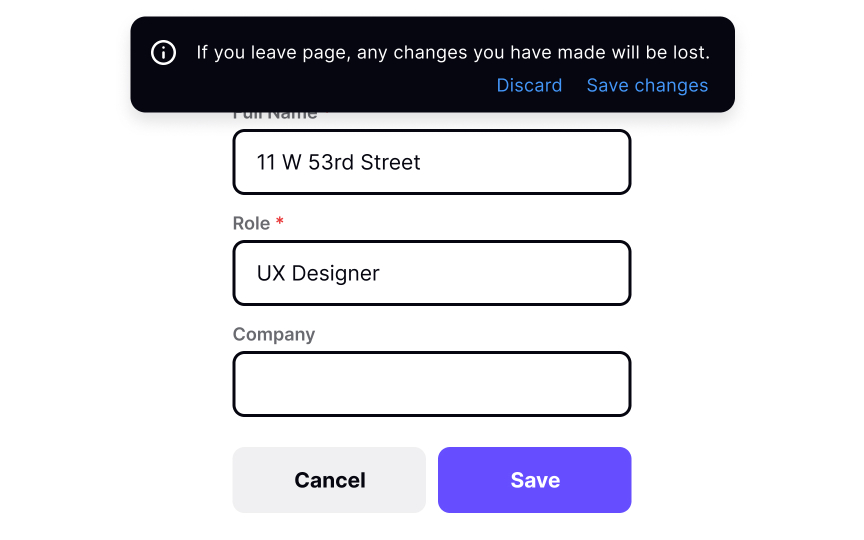 If you leave page, any changes you have made will be lost.
Discard Save changes
Full Name
11 W 53rd Street
Role *
UX Designer
Company
Cancel Save